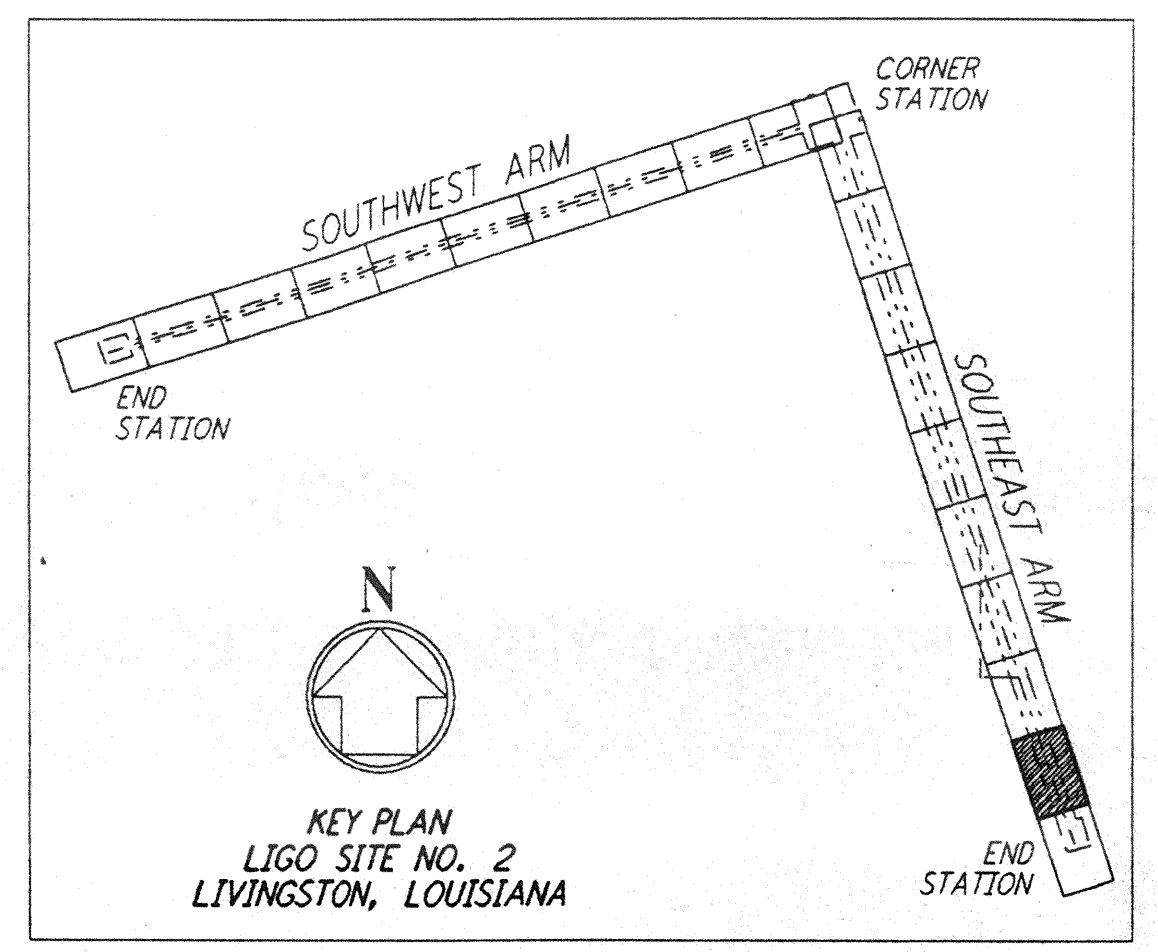 CORNER
STATION
SOUTHWEST ARM
END
STATION
SOUTHEAST ARM
N
KEY PLAN
LIGO SITE NO. 2
LIVINGSTON, LOUISIANA
END
STATION